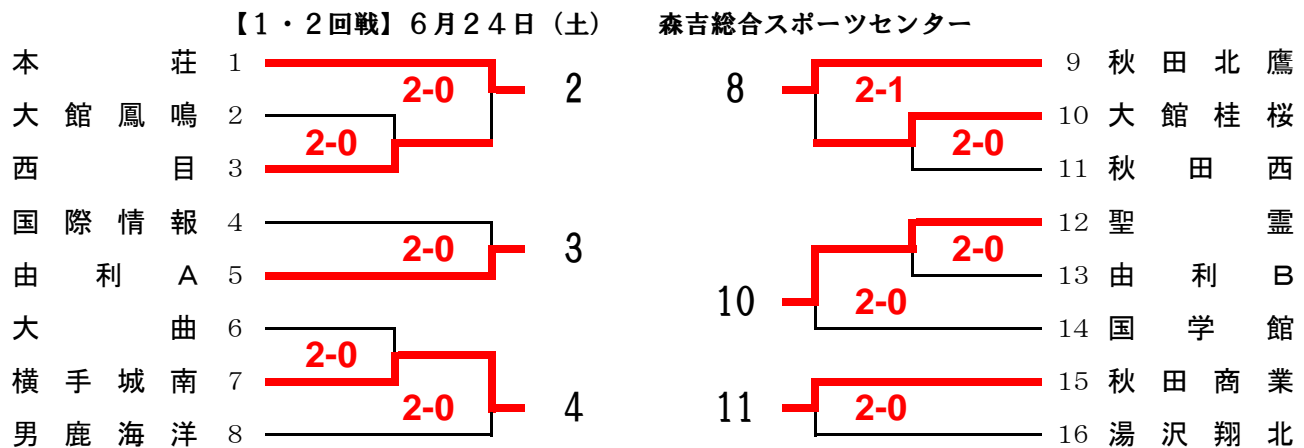 【１・２回戦】６月２４日（土） 森吉総合スポーツセンター
本荘 1
2-0 2
大館鳳鳴 2
2-0
西目 3
国際情報 4
2-0 3
由利Ａ 5
大曲 6
2-0
横手城南 7
2-0 4
男鹿海洋 8
9 秋田北鷹
8 2-1
10 大館桂桜
2-0
11 秋田西
12 聖霊
2-0
13 由利Ｂ
10 2-0
14 国学館
15 秋田商業
11 2-0
16 湯沢翔北